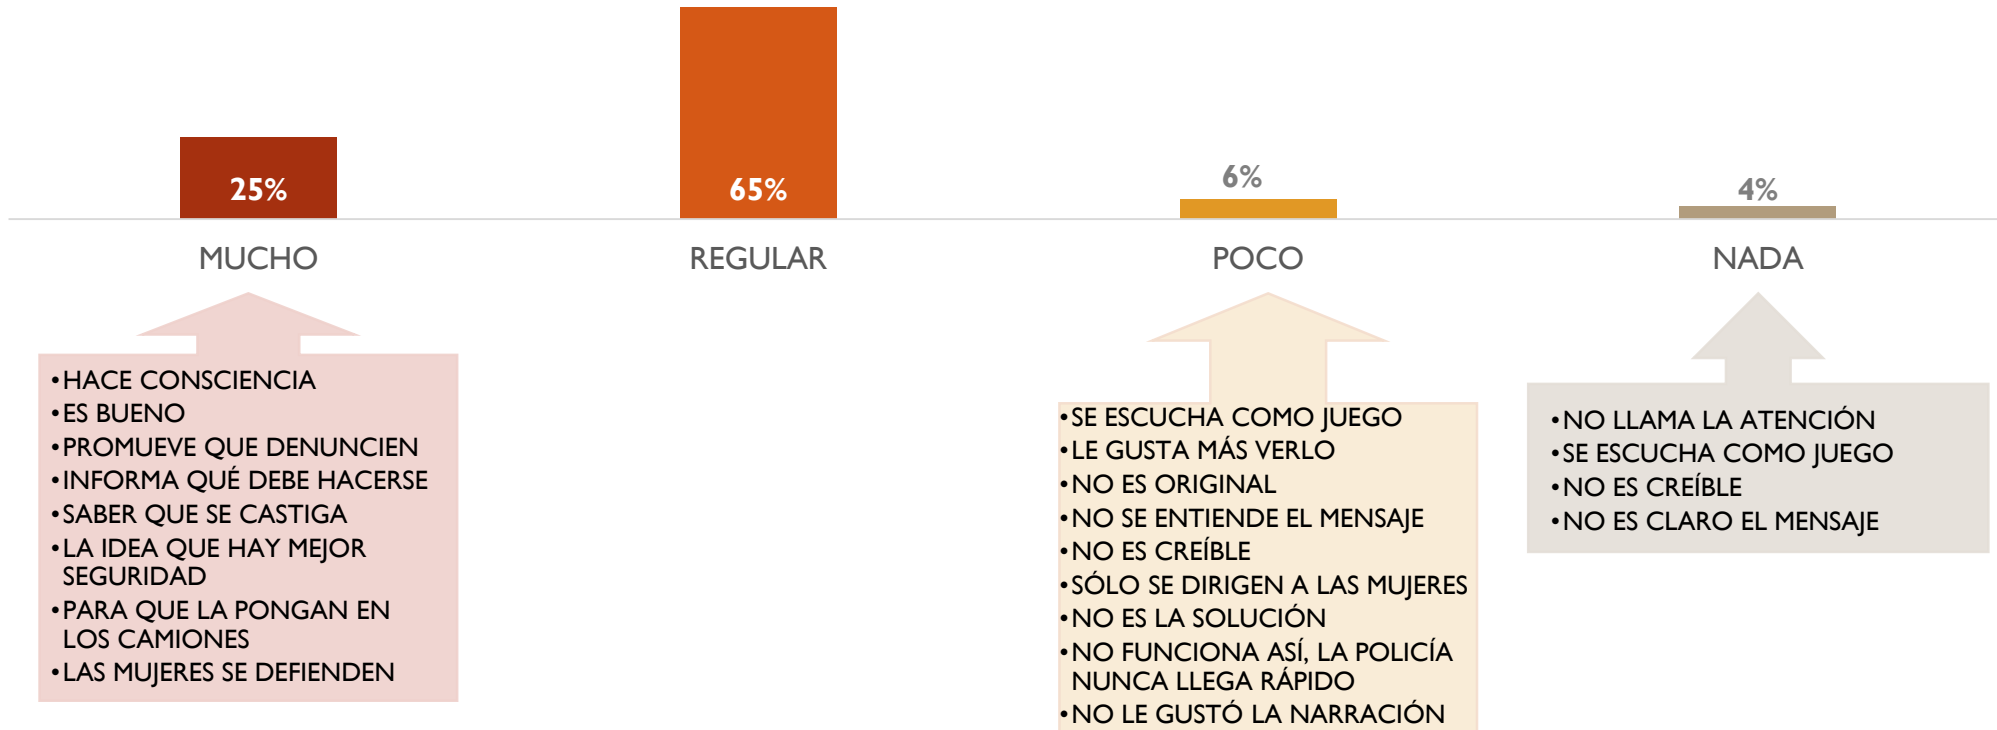 25%
65%
6%
4%
MUCHO
REGULAR
POCO
NADA
•HACE CONSCIENCIA
•ES BUENO
•PROMUEVE QUE DENUNCIEN
•INFORMA QUÉ DEBE HACERSE
•SABER QUE SE CASTIGA
•LA IDEA QUE HAY MEJOR
SEGURIDAD
•PARA QUE LA PONGAN EN
LOS CAMIONES
•LAS MUJERES SE DEFIENDEN
•SE ESCUCHA COMO JUEGO
•LE GUSTA MÁS VERLO
•NO ES ORIGINAL
•NO SE ENTIENDE EL MENSAJE
•NO ES CREÍBLE
•SÓLO SE DIRIGEN A LAS MUJERES
•NO ES LA SOLUCIÓN
•NO FUNCIONA ASÍ, LA POLICÍA
NUNCA LLEGA RÁPIDO
•NO LE GUSTÓ LA NARRACIÓN
•NO LLAMA LA ATENCIÓN
•SE ESCUCHA COMO JUEGO
•NO ES CREÍBLE
•NO ES CLARO EL MENSAJE